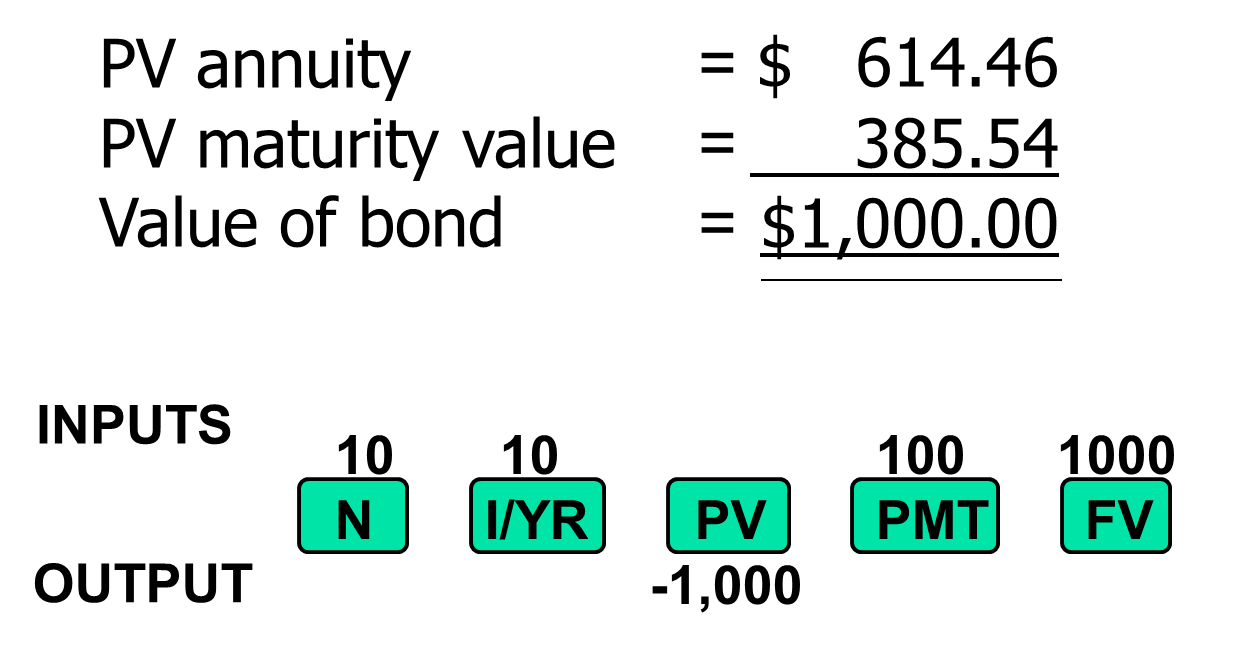 PV annuity = $ 614.46
PV maturity value = 385.54
Value of bond = $1,000.00
INPUTS
10 10 100 1000
N I/YR PV PMT FV
OUTPUT -1,000